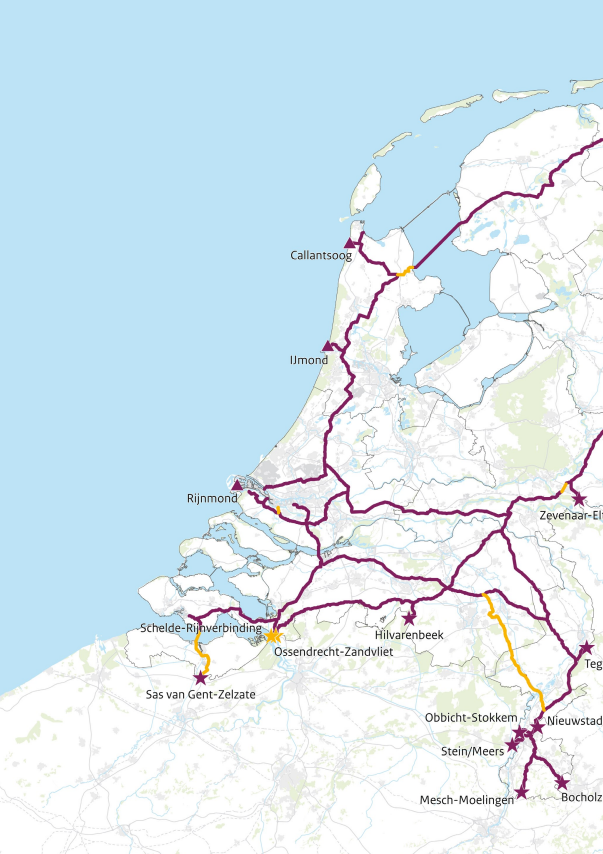 Callantsoog
IJmond
Rijnmond
Zevenaar-El
Schelde-Rijnverbinding
Hilvarenbeek
Ossendrecht-Zandvliet
Teg
Sas van Gent-Zelzate
Obbicht-Stokkem
Nieuwstad
Stein/Meers
Mesch-Moelingen
Bocholz